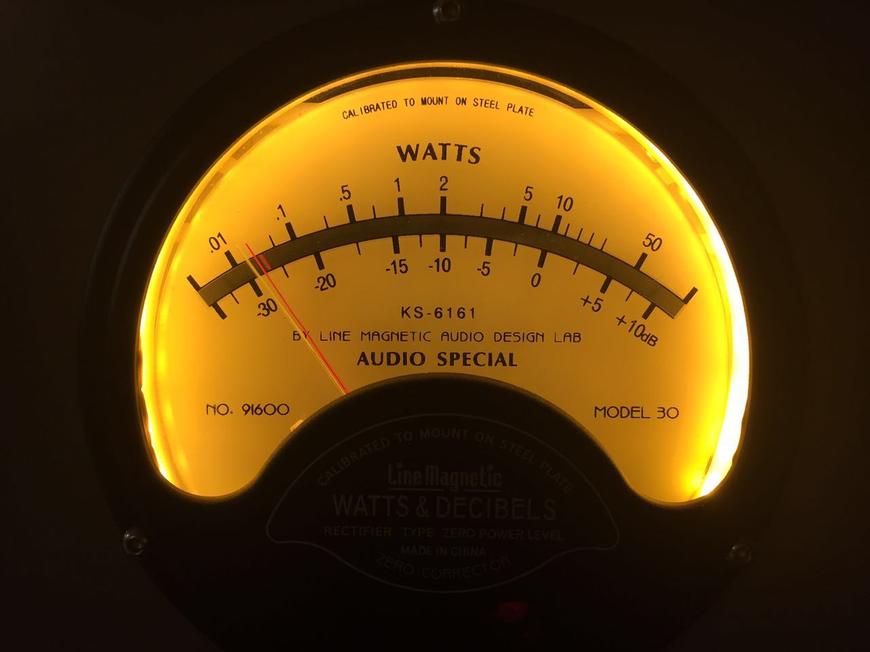 CALIBRATED TO MOUNT ON STEEL PLATE
WATTS
.01 .1 .5 1 2 5 10 50
-30 -20 -15 -10 -5 0 +5 +10dB
KS-6161
BY LINE MAGNETIC AUDIO DESIGN LAB
AUDIO SPECIAL
NO. 91600
MODEL 30
CALIBRATED TO MOUNT ON STEEL PLATE
Line Magnetic
WATTS & DECIBELS
RECTIFIER TYPE ZERO POWER LEVEL
MADE IN CHINA
ZERO CORRECTOR